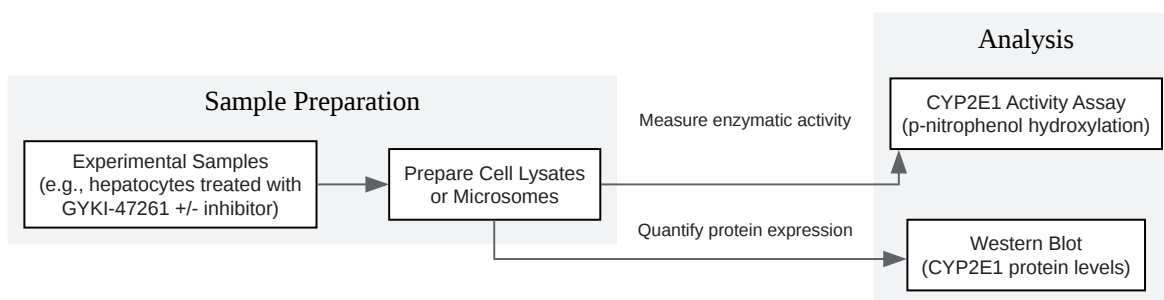 Sample Preparation
Experimental Samples
(e.g., hepatocytes treated with
GYKI-47261 +/- inhibitor)
Prepare Cell Lysates
or Microsomes
Measure enzymatic activity
Quantify protein expression
Analysis
CYP2E1 Activity Assay
(p-nitrophenol hydroxylation)
Western Blot
(CYP2E1 protein levels)